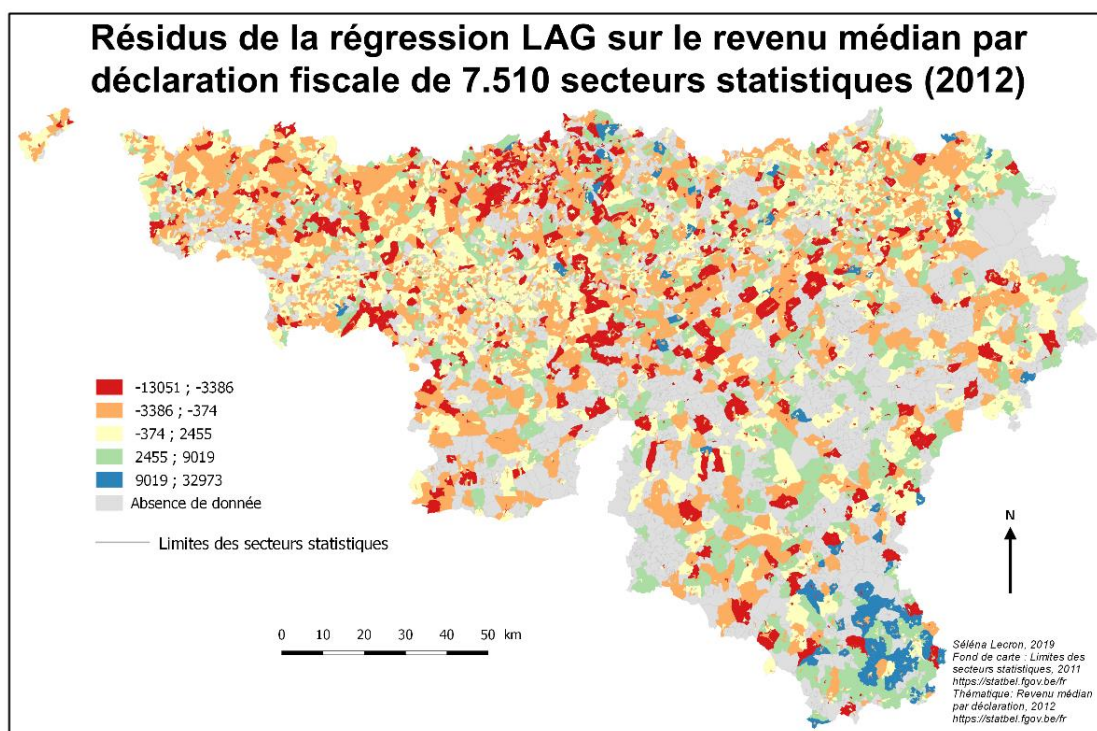 Résidus de la régression LAG sur le revenu médian par
déclaration fiscale de 7.510 secteurs statistiques (2012)
-13051 ; -3386
-3386 ; -374
-374 ; 2455
2455 ; 9019
9019 ; 32973
Absence de donnée
Limites des secteurs statistiques
N
0 10 20 30 40 50 km
Séléna Lecron, 2019
Fond de carte : Limites des
secteurs statistiques, 2011
https://statbel.fgov.be/fr
Thématique: Revenu médian
par déclaration, 2012
https://statbel.fgov.be/fr